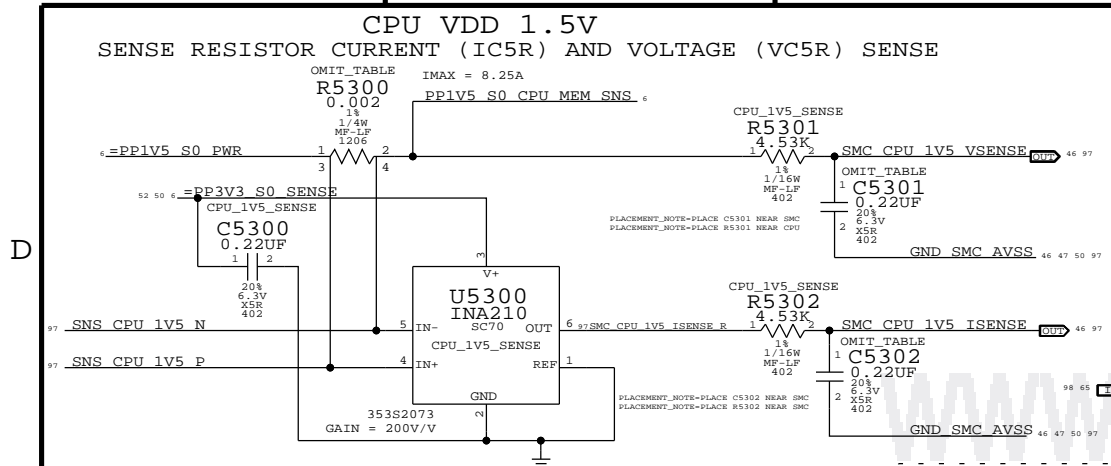 CPU VDD 1.5V
SENSE RESISTOR CURRENT (IC5R) AND VOLTAGE (VC5R) SENSE
OMIT_TABLE
R5300
0.002
1%
1/4W
MF-LF
1206
IMAX = 8.25A
PP1V5_S0_CPU_MEM_SNS 6
6 =PP1V5_S0_PWR
1 2
3 4
CPU_1V5_SENSE
R5301
4.53K
1 2
1%
1/16W
MF-LF
402
SMC_CPU_1V5_VSENSE OUT 46 97
OMIT_TABLE
1 C5301
0.22UF
20%
2 6.3V
X5R
402
PLACEMENT_NOTE=PLACE C5301 NEAR SMC
PLACEMENT_NOTE=PLACE R5301 NEAR CPU
GND_SMC_AVSS 46 47 50 97
52 50 6 =PP3V3_S0_SENSE
CPU_1V5_SENSE
C5300
0.22UF
1 2
20%
6.3V
X5R
402
D
3
V+
U5300
INA210
SC70
CPU_1V5_SENSE
97 SNS_CPU_1V5_N
5 IN-
97 SNS_CPU_1V5_P
4 IN+
OUT 6
REF 1
GND
2
353S2073
GAIN = 200V/V
97 SMC_CPU_1V5_ISENSE_R
CPU_1V5_SENSE
R5302
4.53K
1 2
1%
1/16W
MF-LF
402
SMC_CPU_1V5_ISENSE OUT 46 97
OMIT_TABLE
1 C5302
0.22UF
20%
2 6.3V
X5R
402
PLACEMENT_NOTE=PLACE C5302 NEAR SMC
PLACEMENT_NOTE=PLACE R5302 NEAR SMC
GND_SMC_AVSS 46 47 50 97
98 65